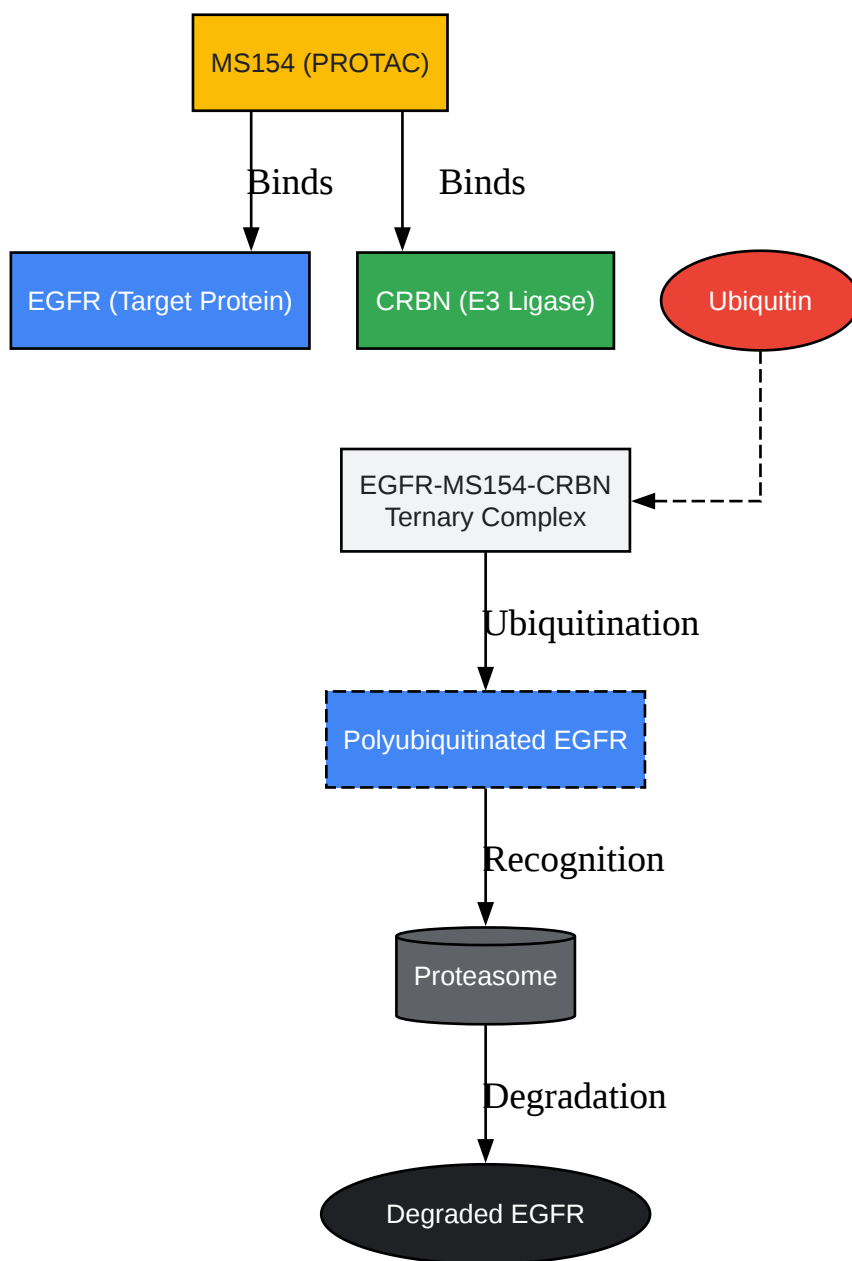 MS154 (PROTAC)
Binds
Binds
EGFR (Target Protein)
CRBN (E3 Ligase)
Ubiquitin
EGFR-MS154-CRBN
Ternary Complex
Ubiquitination
Polyubiquitinated EGFR
Recognition
Proteasome
Degradation
Degraded EGFR